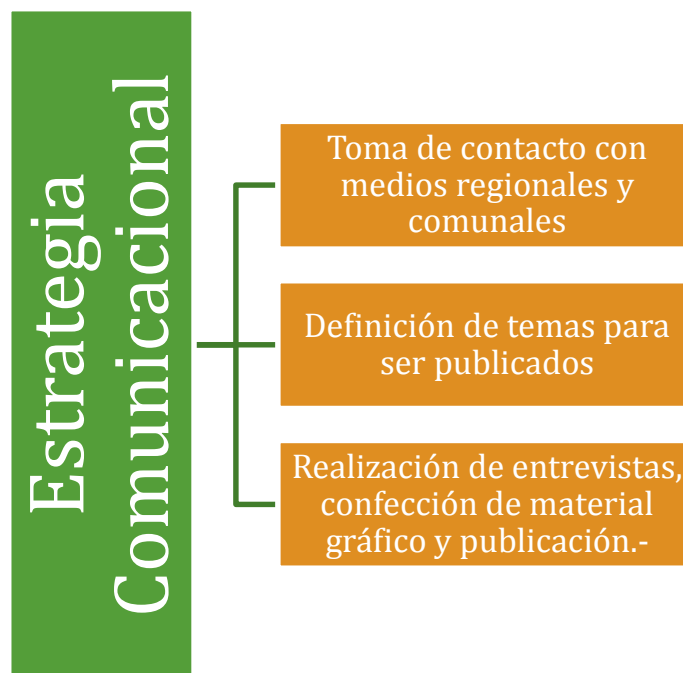 Estrategia
Comunicacional
Toma de contacto con
medios regionales y
comunales
Definición de temas para
ser publicados
Realización de entrevistas,
confección de material
gráfico y publicación.-